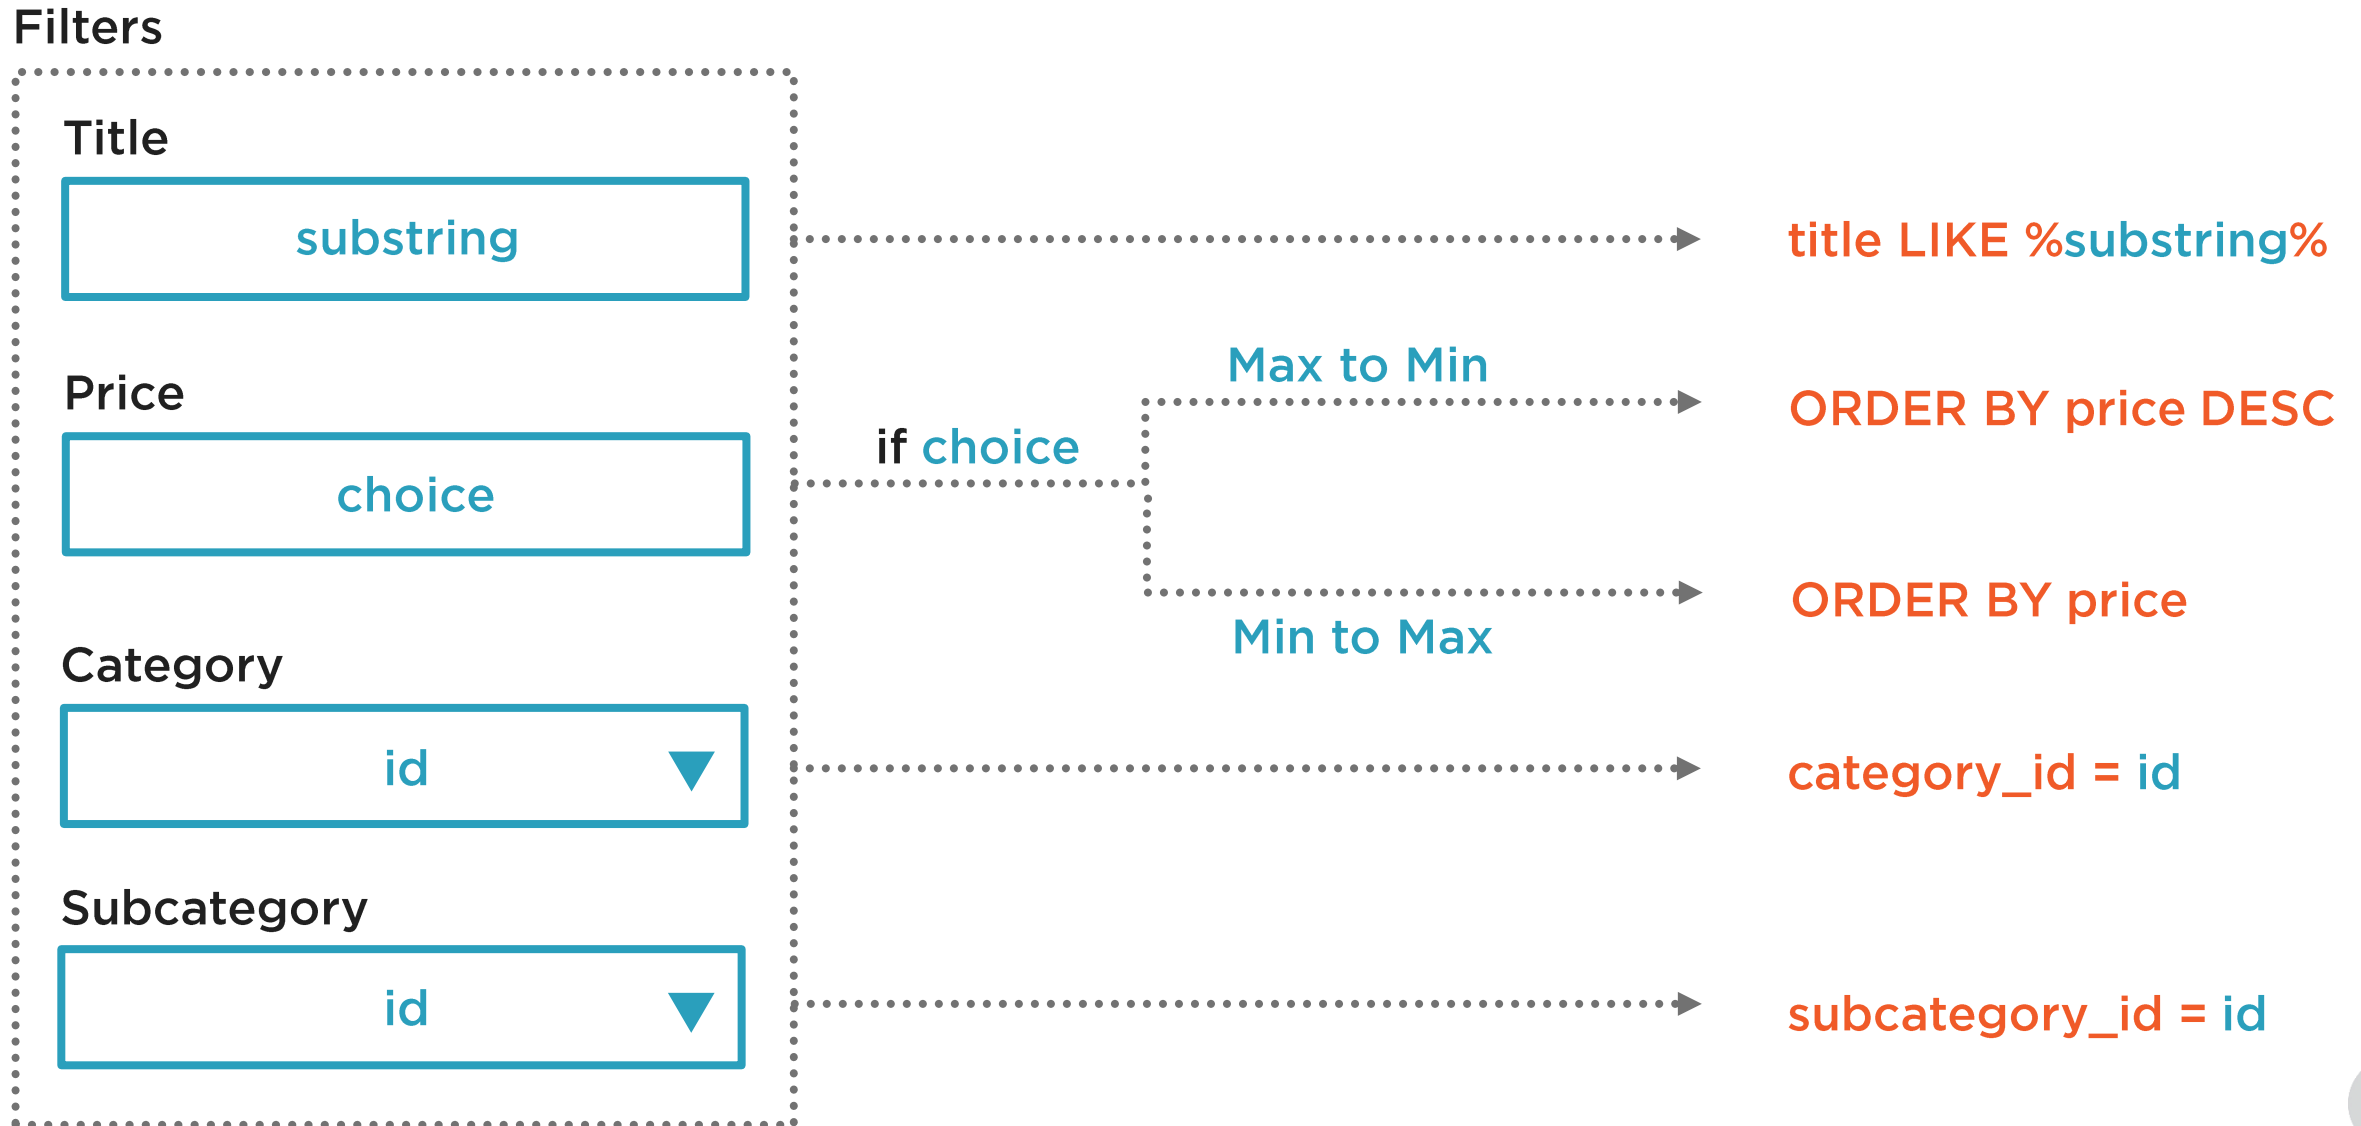 Filters
Title
substring
title LIKE %substring%
Price
choice
if choice
Max to Min
ORDER BY price DESC
Min to Max
ORDER BY price
Category
id
category_id = id
Subcategory
id
subcategory_id = id